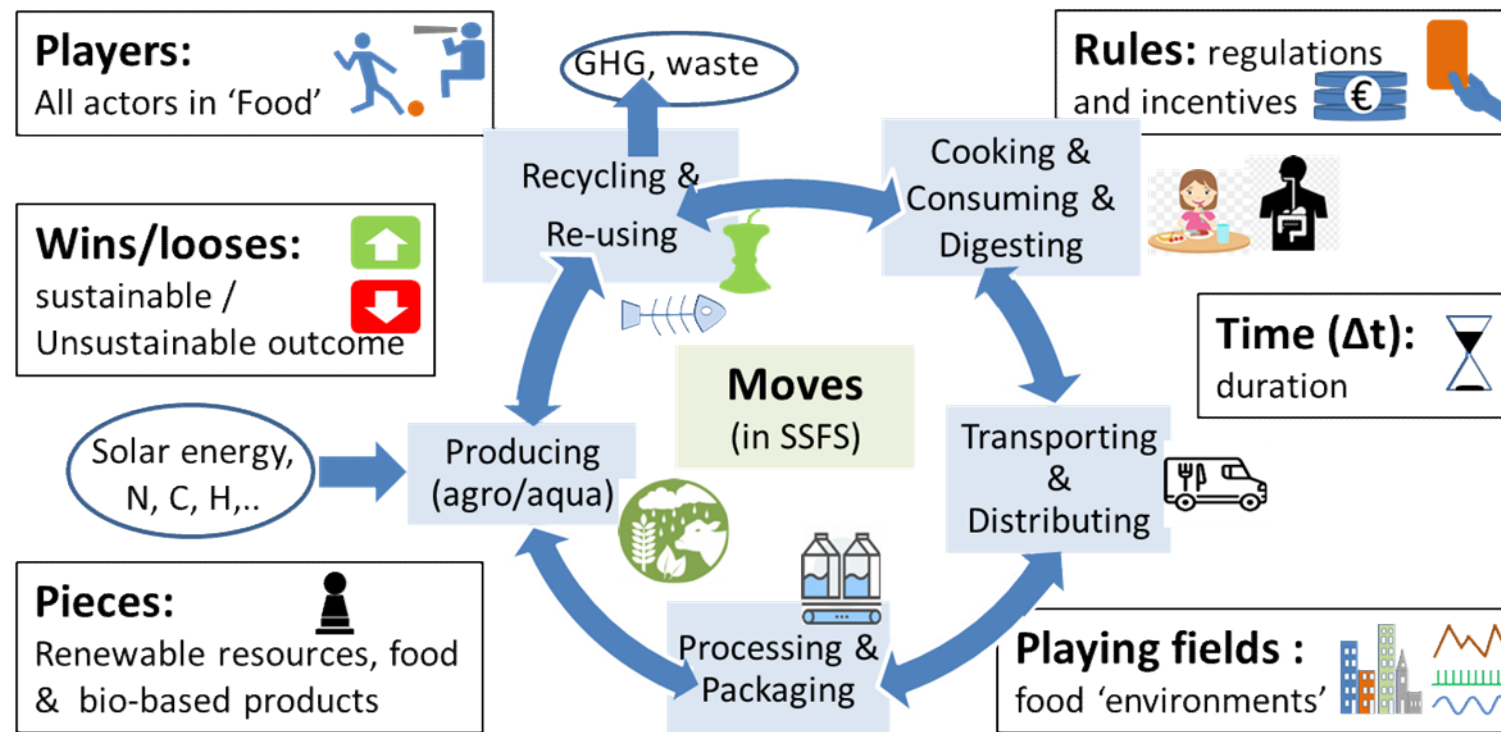 Players:
All actors in ‘Food’
GHG, waste
Rules: regulations
and incentives
€
Recycling &
Re-using
Cooking &
Consuming &
Digesting
Wins/looses:
sustainable /
Unsustainable outcome
Moves
(in SSFS)
Time (Δt):
duration
Solar energy,
N, C, H,..
Producing
(agro/aqua)
Transporting
&
Distributing
Pieces:
Renewable resources, food
& bio-based products
Processing &
Packaging
Playing fields :
food ‘environments’